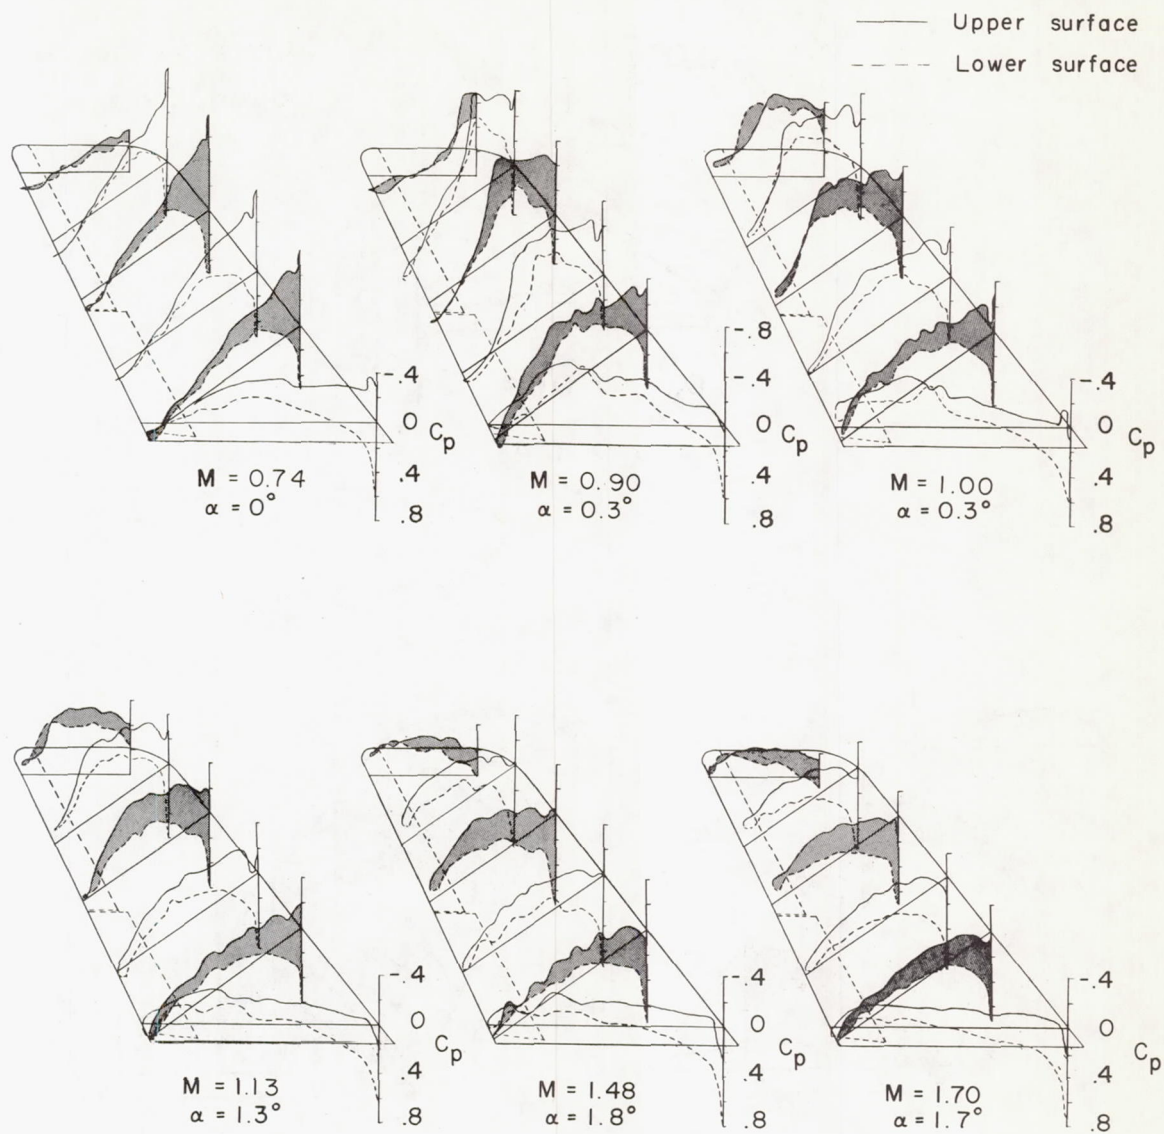 Upper surface
Lower surface
-.4
0
Cp
.4
.8
M = 0.74
α = 0°
-.8
-.4
0
Cp
.4
.8
M = 0.90
α = 0.3°
-.4
0
Cp
.4
.8
M = 1.00
α = 0.3°
-.4
0
Cp
.4
.8
M = 1.13
α = 1.3°
-.4
0
Cp
.4
.8
M = 1.48
α = 1.8°
-.4
0
Cp
.4
.8
M = 1.70
α = 1.7°